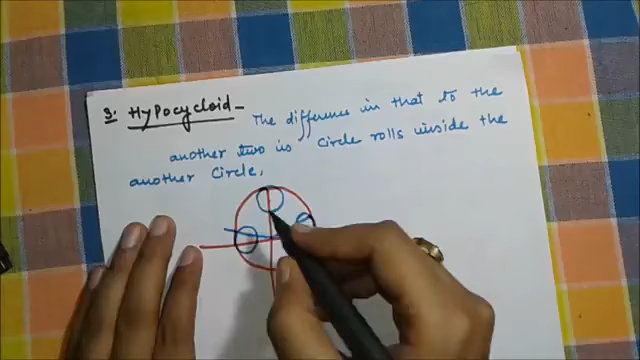 3. Hypocycloid - The difference in that to the
another two is circle rolls inside the
another circle,